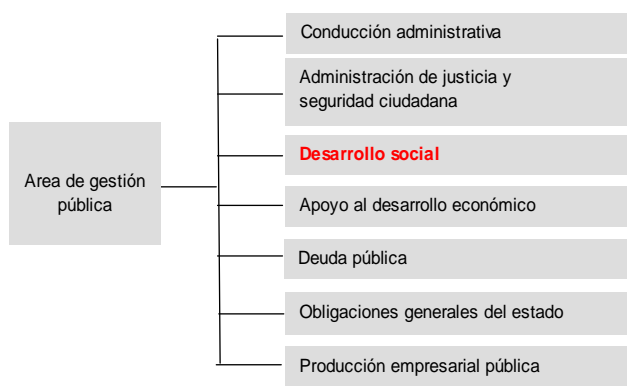 Area de gestión
pública
Conducción administrativa
Administración de justicia y
seguridad ciudadana
Desarrollo social
Apoyo al desarrollo económico
Deuda pública
Obligaciones generales del estado
Producción empresarial pública